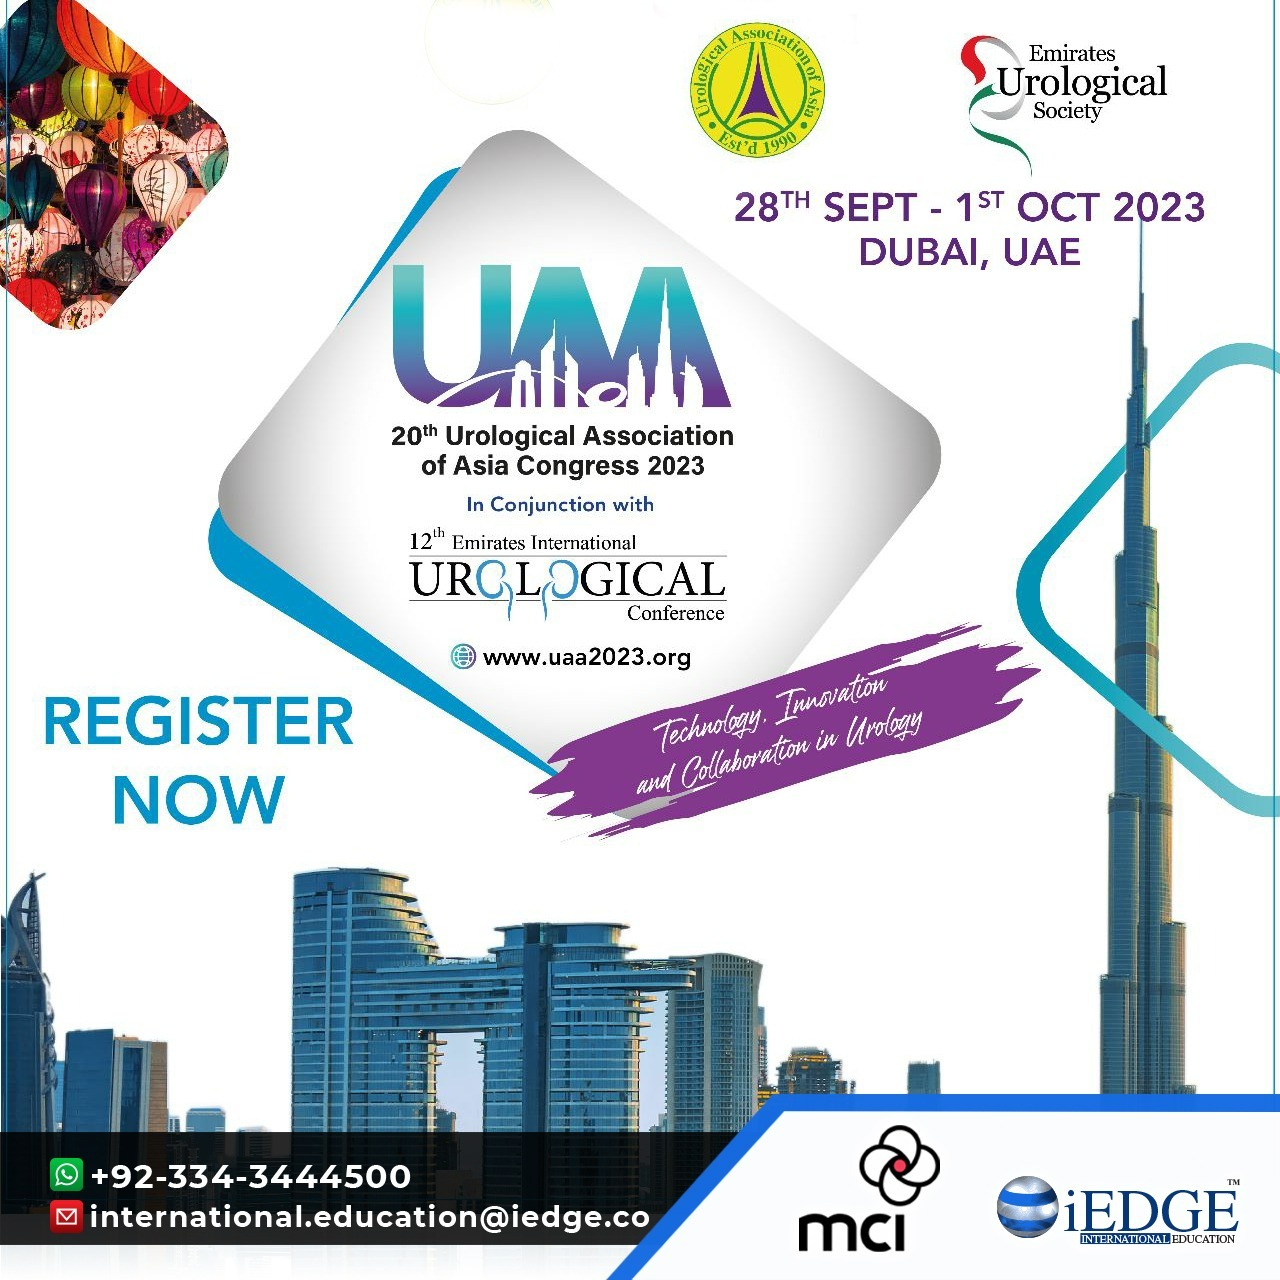 Urological Association of Asia
Est'd 1990
Emirates
Urological
Society
28TH SEPT - 1ST OCT 2023
DUBAI, UAE
UAA
20th Urological Association
of Asia Congress 2023
In Conjunction with
12th Emirates International
UROLOGICAL
Conference
www.uaa2023.org
Technology, Innovation
and Collaboration in Urology
REGISTER
NOW
+92-334-3444500
international.education@iedge.co
mci
iEDGE™
INTERNATIONAL EDUCATION